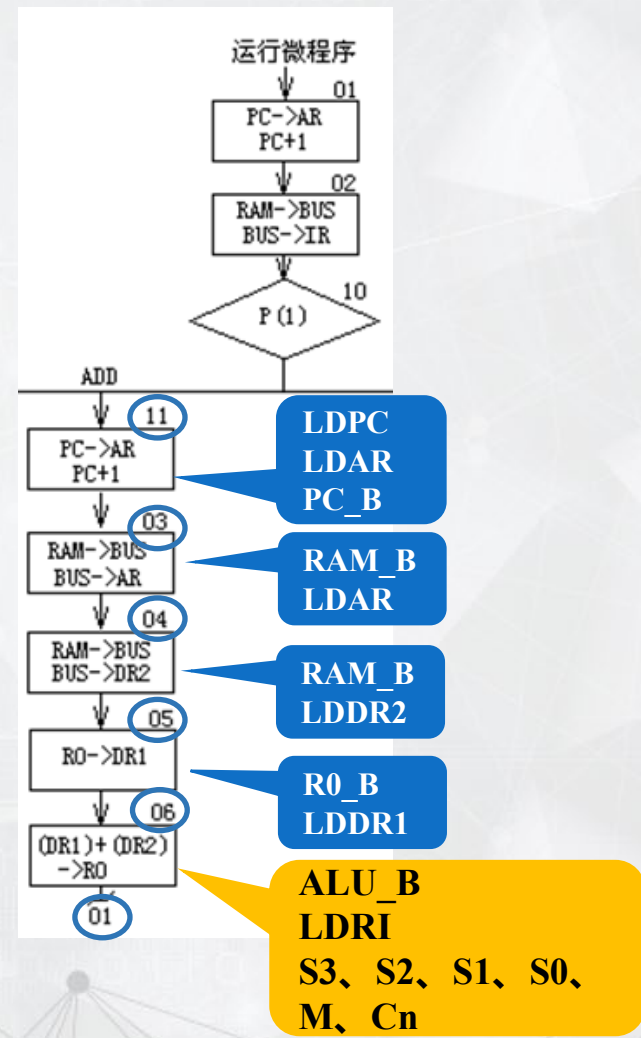 运行微程序
01
PC->AR
PC+1
02
RAM->BUS
BUS->IR
10
P(1)
ADD
11
PC->AR
PC+1
LDPC
LDAR
PC_B
03
RAM->BUS
BUS->AR
RAM_B
LDAR
04
RAM->BUS
BUS->DR2
RAM_B
LDDR2
05
R0->DR1
R0_B
LDDR1
06
(DR1)+(DR2)
->R0
01
ALU_B
LDRI
S3、S2、S1、S0、
M、Cn